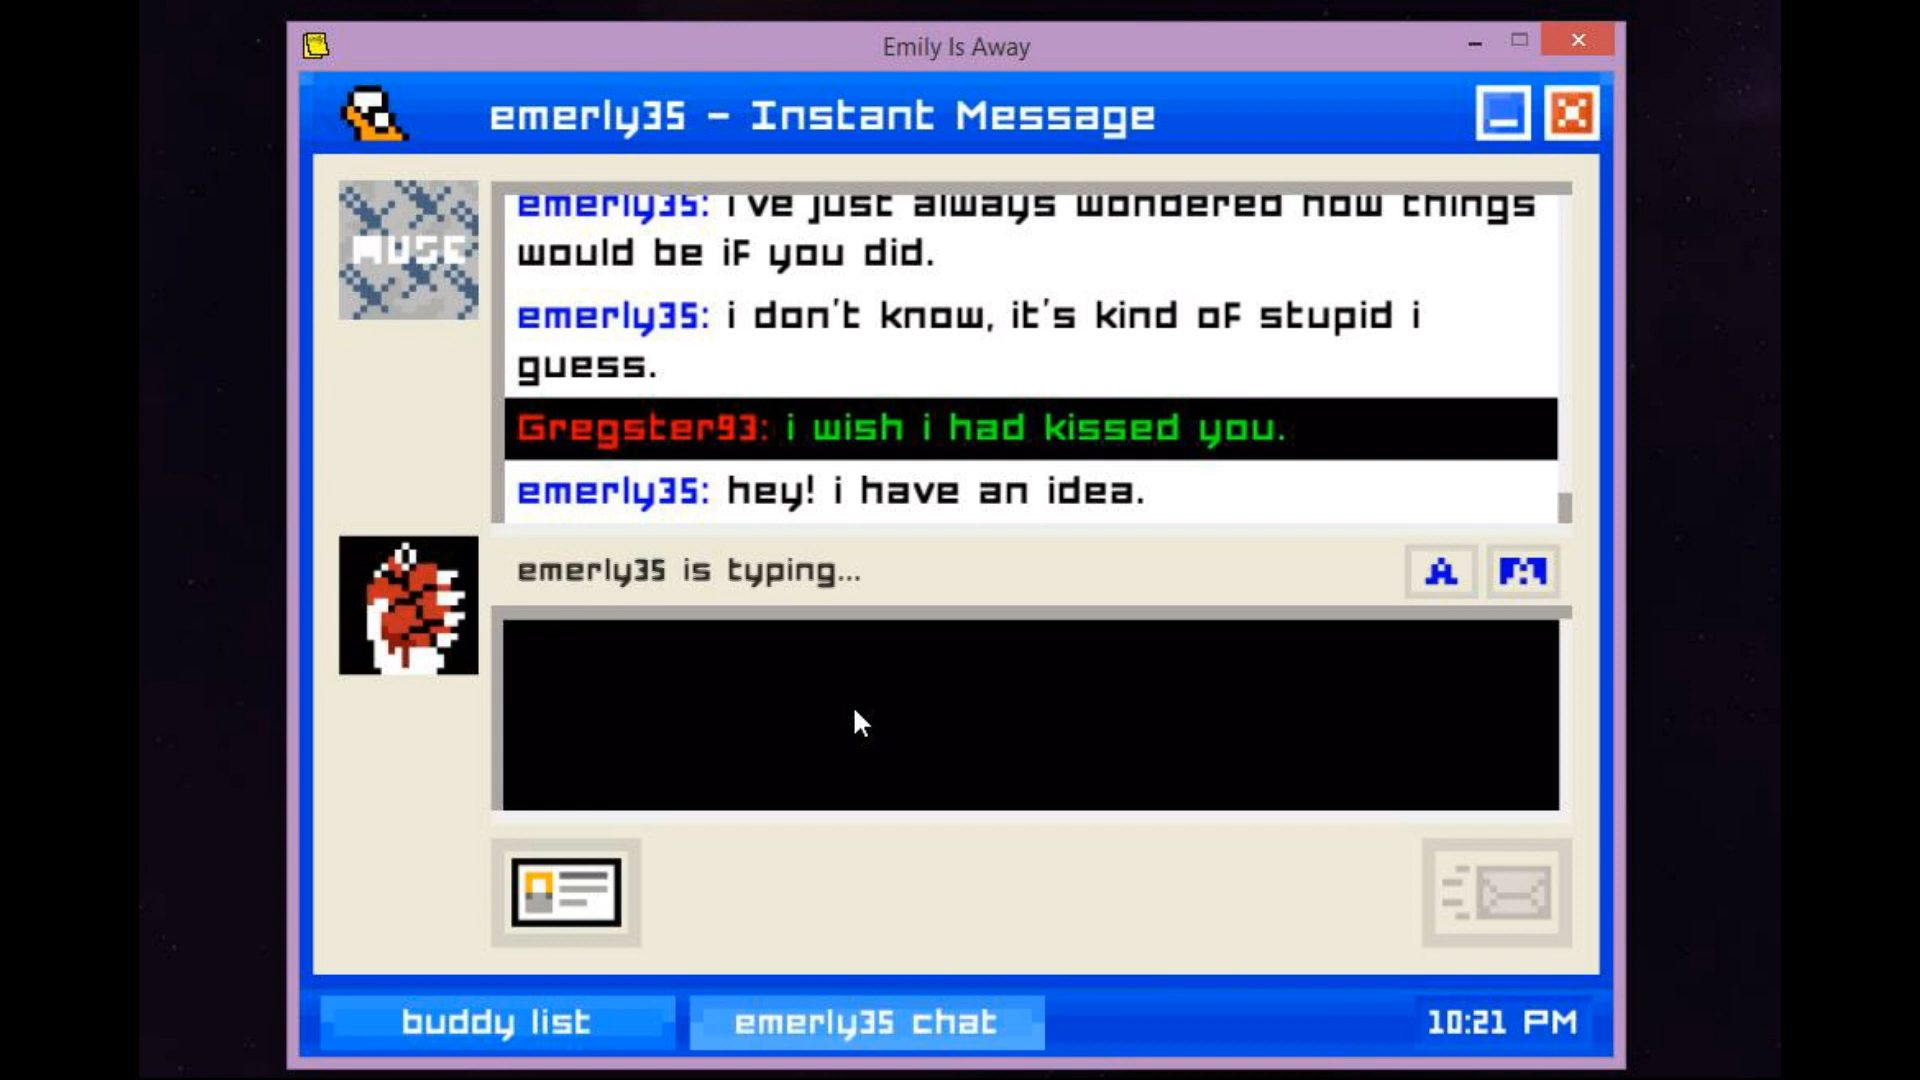 Emily Is Away
emerly35 - Instant Message
MUSE
emerly35: i've just always wondered how things
would be if you did.
emerly35: i don't know, it's kind of stupid i
guess.
Gregster93: i wish i had kissed you.
emerly35: hey! i have an idea.
emerly35 is typing...
A
buddy list
emerly35 chat
10:21 PM